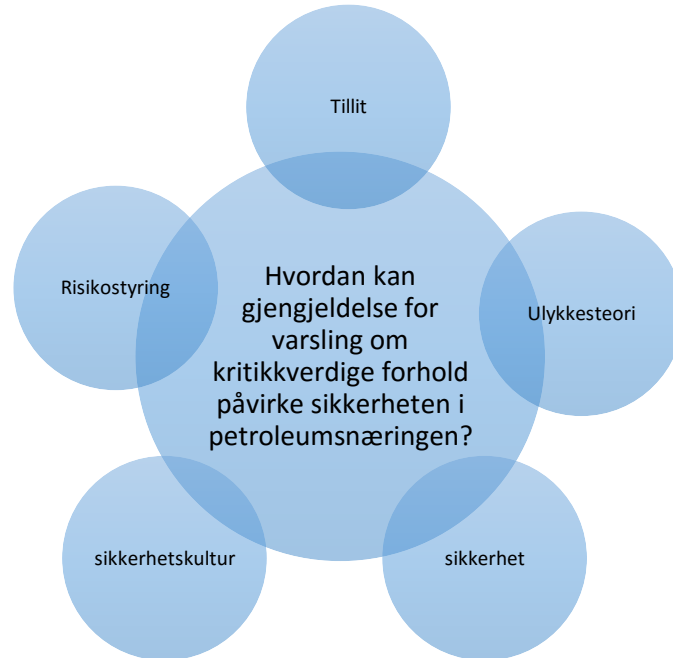 Tillit
Risikostyring
Hvordan kan
gjengjeldelse for
varsling om
kritikkverdige forhold
påvirke sikkerheten i
petroleumsnæringen?
Ulykkesteori
sikkerhetskultur
sikkerhet